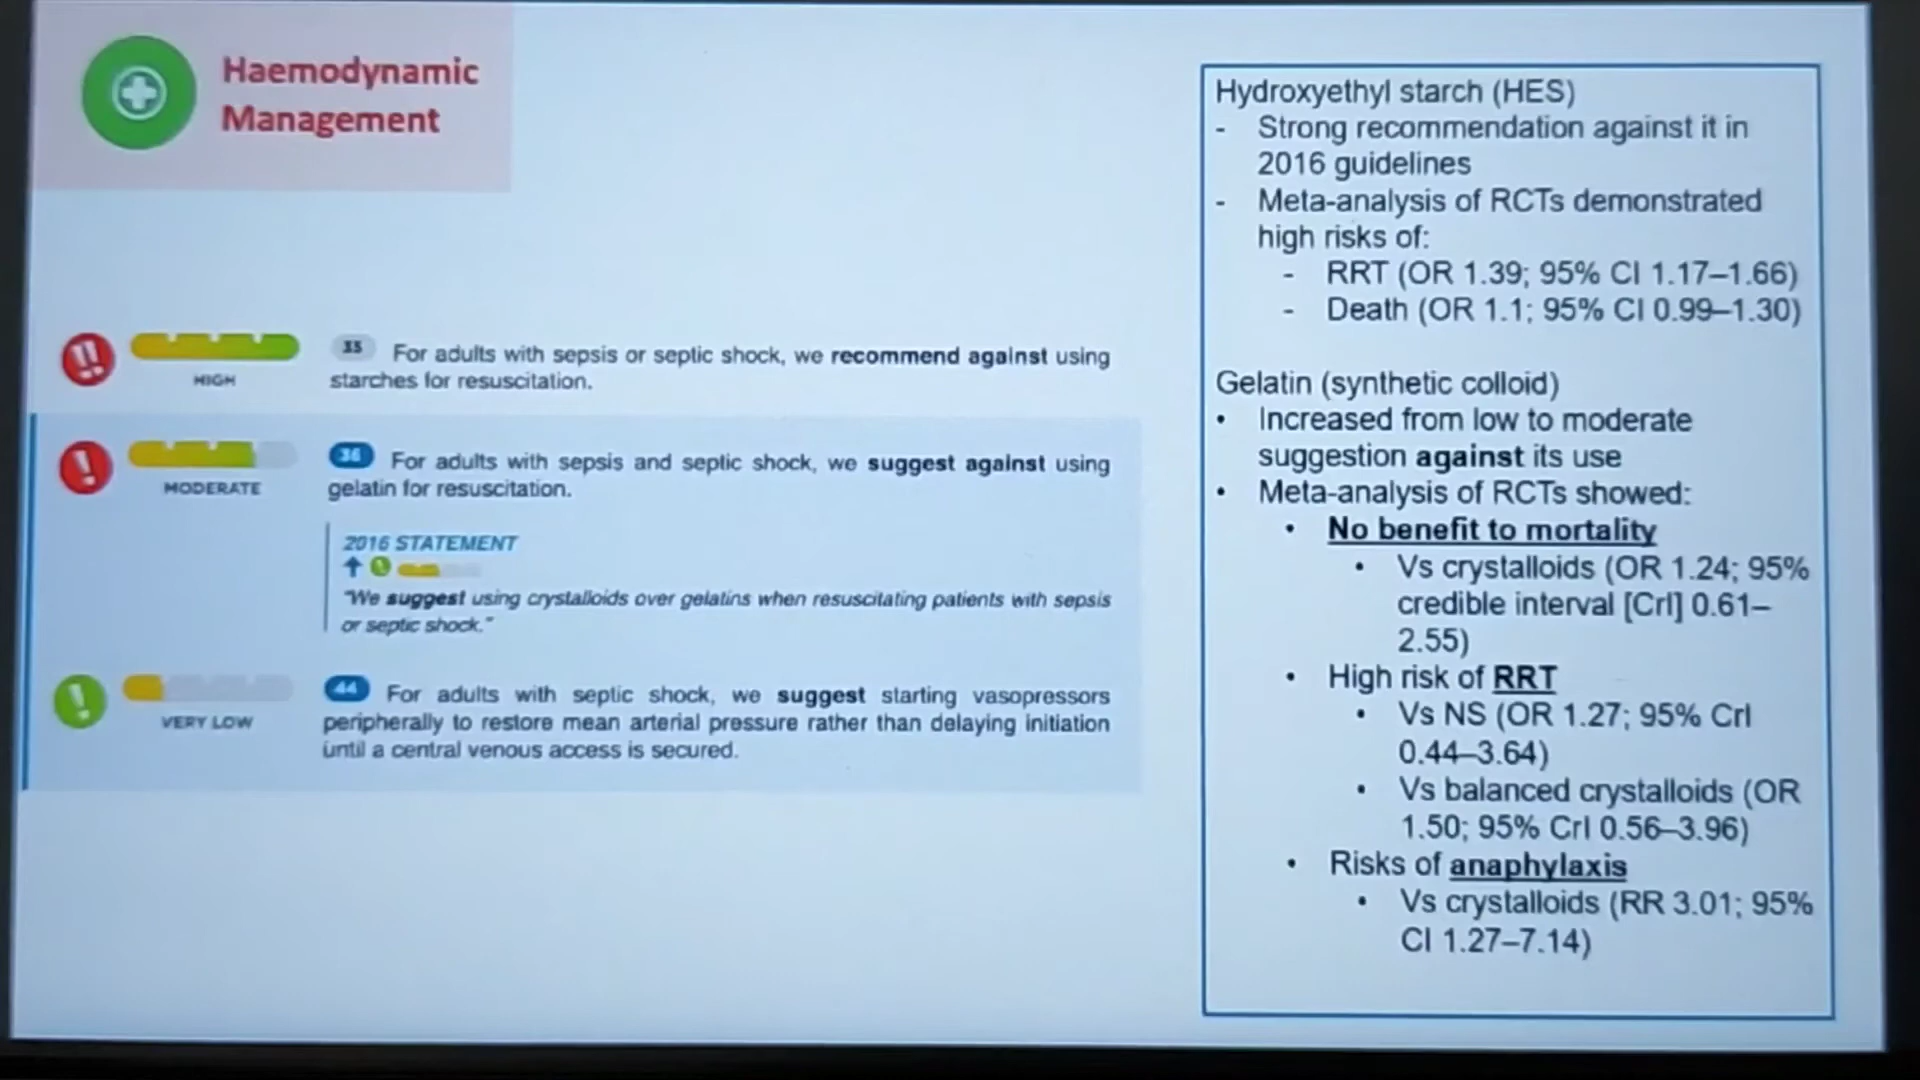 Haemodynamic
Management
HIGH
35 For adults with sepsis or septic shock, we recommend against using
starches for resuscitation.
MODERATE
36 For adults with sepsis and septic shock, we suggest against using
gelatin for resuscitation.
2016 STATEMENT
"We suggest using crystalloids over gelatins when resuscitating patients with sepsis
or septic shock."
VERY LOW
44 For adults with septic shock, we suggest starting vasopressors
peripherally to restore mean arterial pressure rather than delaying initiation
until a central venous access is secured.
Hydroxyethyl starch (HES)
- Strong recommendation against it in
2016 guidelines
- Meta-analysis of RCTs demonstrated
high risks of:
- RRT (OR 1.39; 95% CI 1.17–1.66)
- Death (OR 1.1; 95% CI 0.99–1.30)
Gelatin (synthetic colloid)
• Increased from low to moderate
suggestion against its use
• Meta-analysis of RCTs showed:
• No benefit to mortality
• Vs crystalloids (OR 1.24; 95%
credible interval [CrI] 0.61–
2.55)
• High risk of RRT
• Vs NS (OR 1.27; 95% CrI
0.44–3.64)
• Vs balanced crystalloids (OR
1.50; 95% CrI 0.56–3.96)
• Risks of anaphylaxis
• Vs crystalloids (RR 3.01; 95%
CI 1.27–7.14)